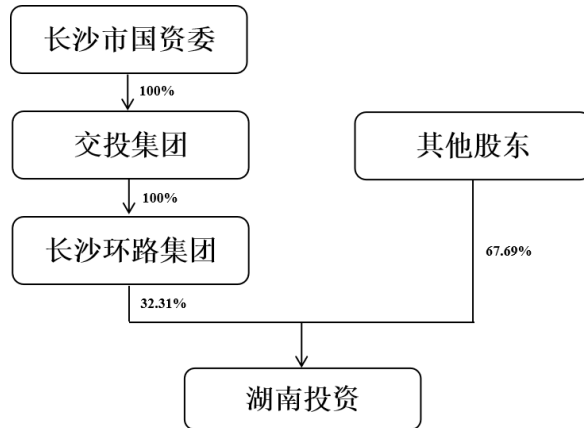 长沙市国资委
100%
交投集团
其他股东
100%
长沙环路集团
67.69%
32.31%
湖南投资